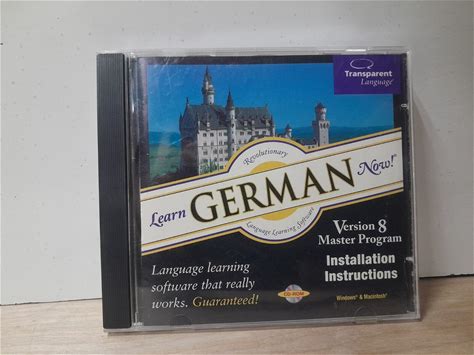 Transparent
Language
Revolutionary
Learn GERMAN Now!
Language Learning Software
Version 8
Master Program
Installation
Instructions
Language learning
software that really
works. Guaranteed!
CD-ROM
Windows® & Macintosh®